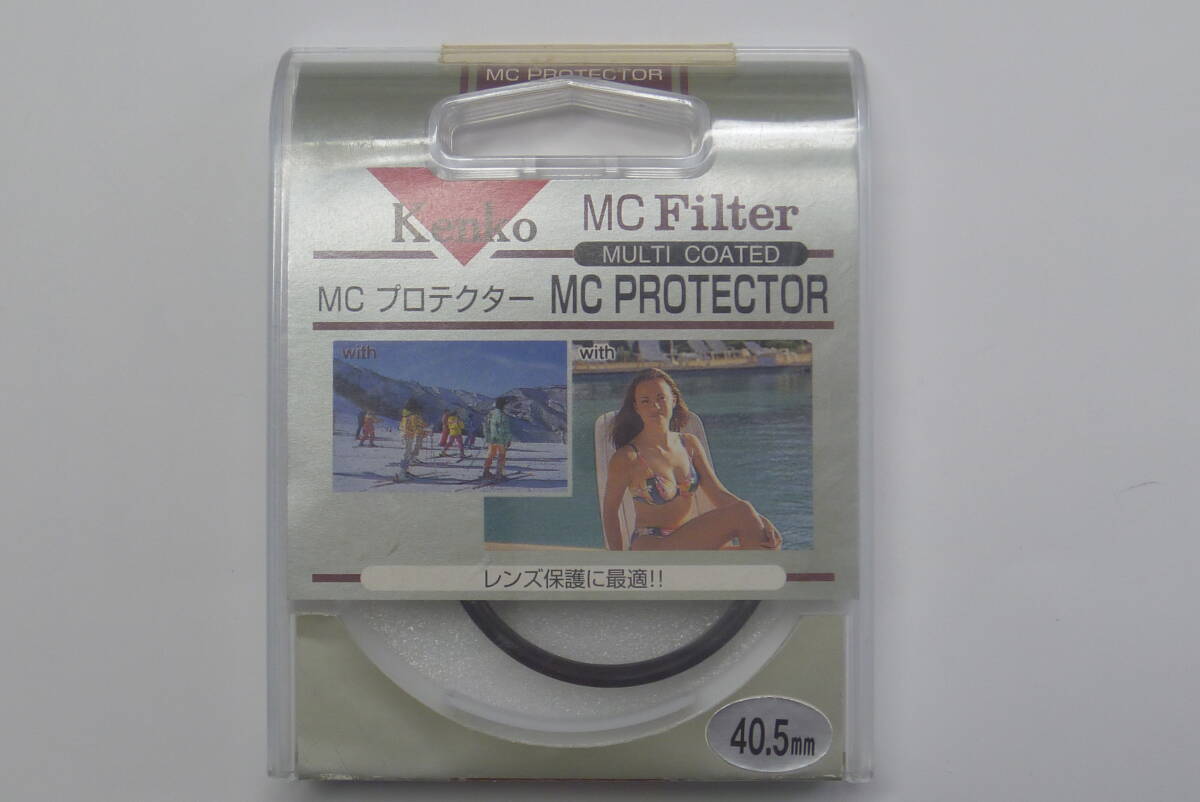 MC PROTECTOR
Kenko
MC Filter
MULTI COATED
MC プロテクター MC PROTECTOR
with
with
レンズ保護に最適!!
40.5mm